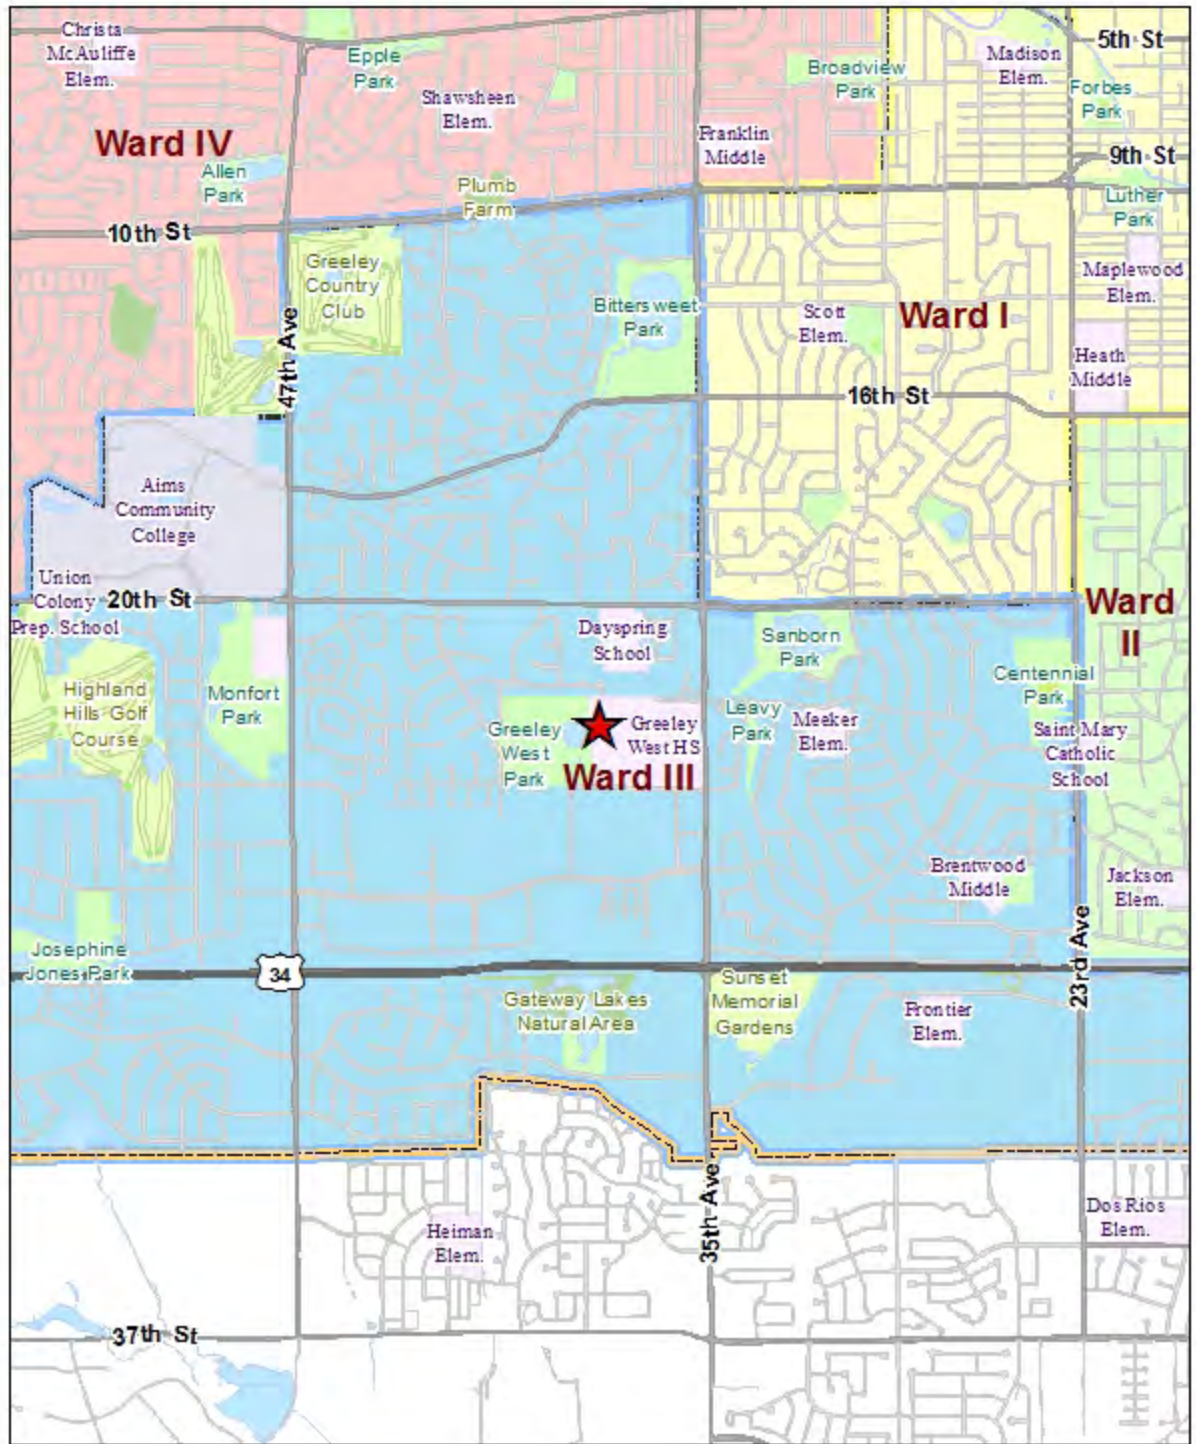 Christa
McAuliffe
Elem.
Epple
Park
Shawsheen
Elem.
Broadview
Park
Madison
Elem.
5th St
Forbes
Park
Ward IV
Allen
Park
Franklin
Middle
9th St
Plumb
Farm
Luther
Park
10th St
Greeley
Country
Club
Bittersweet
Park
Scott
Elem.
Ward I
Maplewood
Elem.
47th Ave
Heath
Middle
16th St
Aims
Community
College
Union
Colony
Prep. School
20th St
Ward
II
Dayspring
School
Sanborn
Park
Centennial
Park
Highland
Hills Golf
Course
Monfort
Park
Greeley
West
Park
Greeley
West HS
Leavy
Park
Meeker
Elem.
Saint Mary
Catholic
School
Ward III
Brentwood
Middle
Jackson
Elem.
Josephine
Jones Park
34
23rd Ave
Gateway Lakes
Natural Area
Sunset
Memorial
Gardens
Frontier
Elem.
35th Ave
Heiman
Elem.
Dos Rios
Elem.
37th St